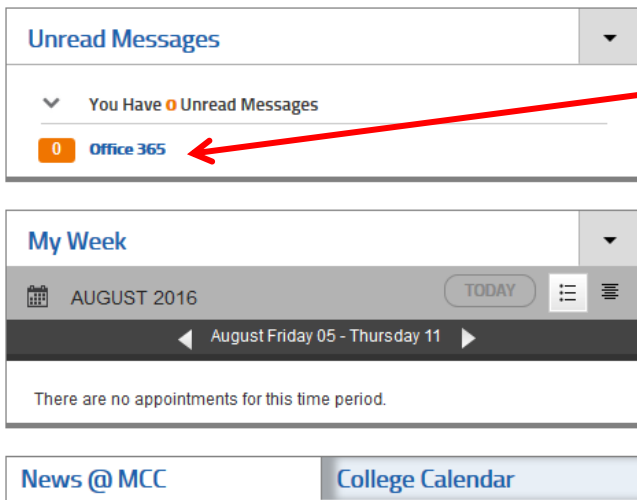 Unread Messages
You Have 0 Unread Messages
0 Office 365
My Week
AUGUST 2016 TODAY
August Friday 05 - Thursday 11
There are no appointments for this time period.
News @ MCC College Calendar